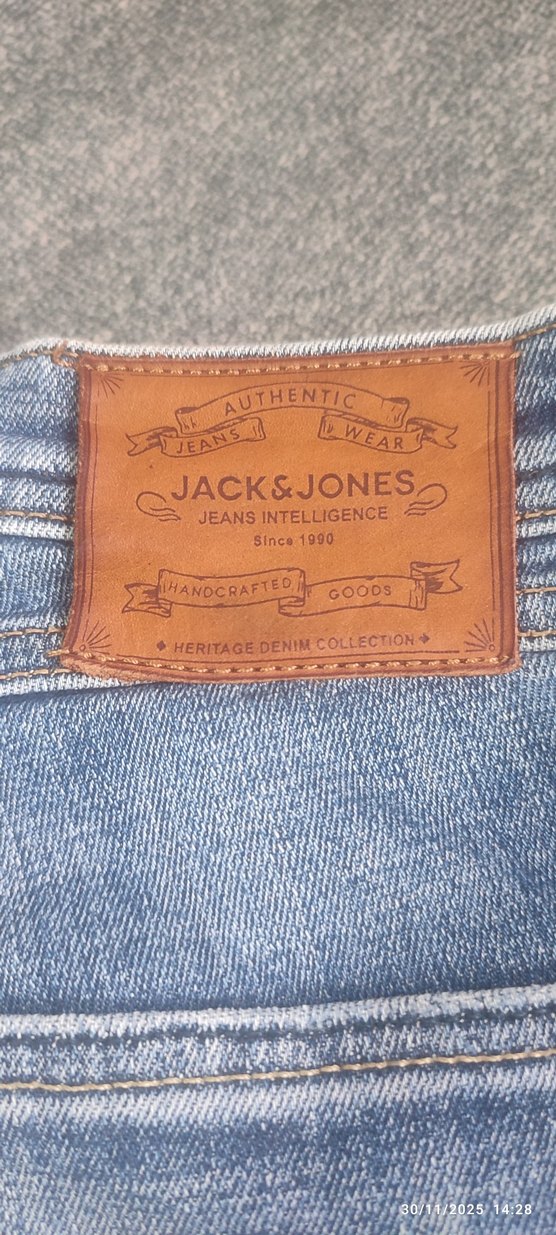 AUTHENTIC
JEANS WEAR
JACK&JONES
JEANS INTELLIGENCE
Since 1990
HANDCRAFTED GOODS
HERITAGE DENIM COLLECTION
30/11/2025 14:28